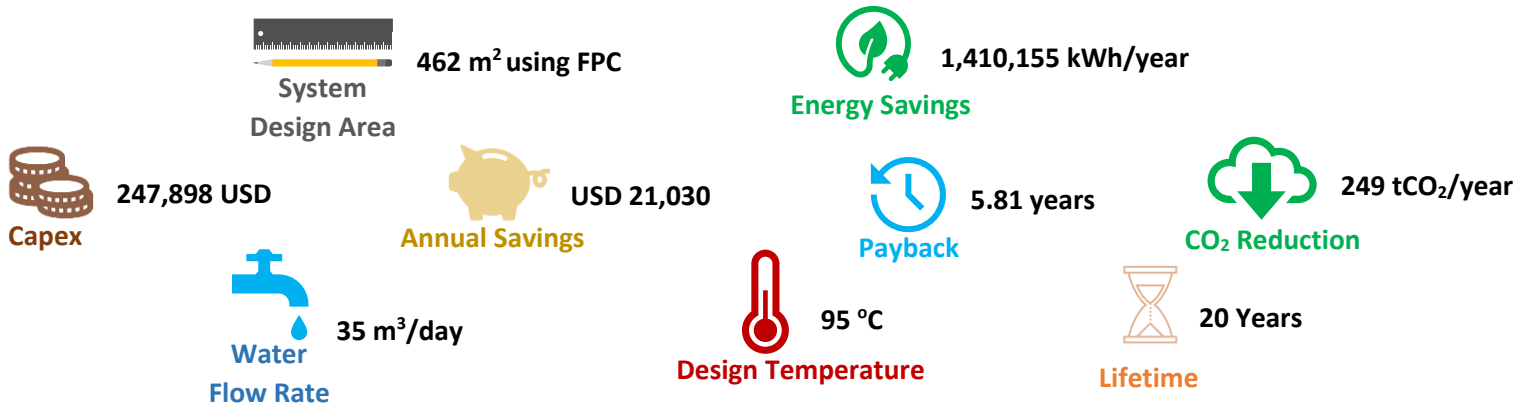 462 m² using FPC
System
Design Area
1,410,155 kWh/year
Energy Savings
247,898 USD
Capex
USD 21,030
Annual Savings
5.81 years
Payback
249 tCO₂/year
CO₂ Reduction
35 m³/day
Water
Flow Rate
95 °C
Design Temperature
20 Years
Lifetime